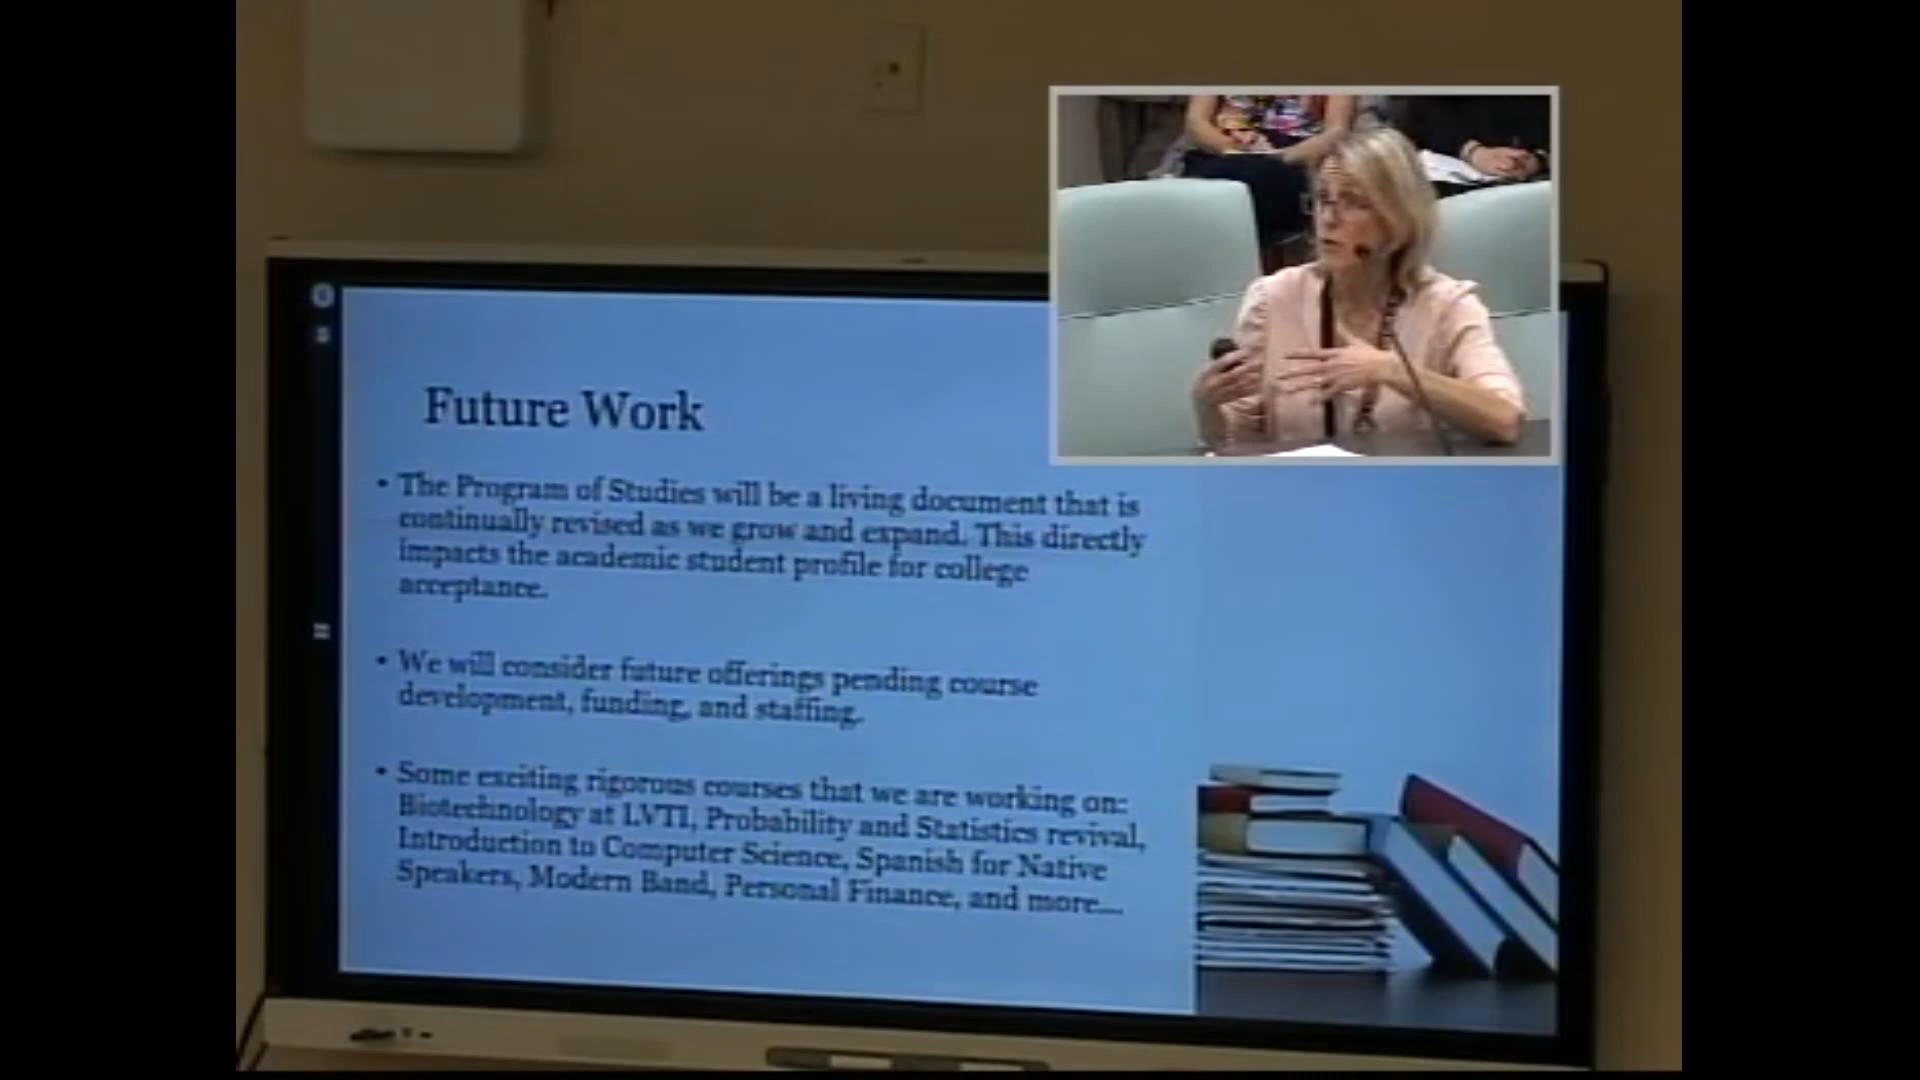 Future Work
• The Program of Studies will be a living document that is
continually revised as we grow and expand. This directly
impacts the academic student profile for college
acceptance.
• We will consider future offerings pending course
development, funding, and staffing.
• Some exciting rigorous courses that we are working on:
Biotechnology at LVTI, Probability and Statistics revival,
Introduction to Computer Science, Spanish for Native
Speakers, Modern Band, Personal Finance, and more...